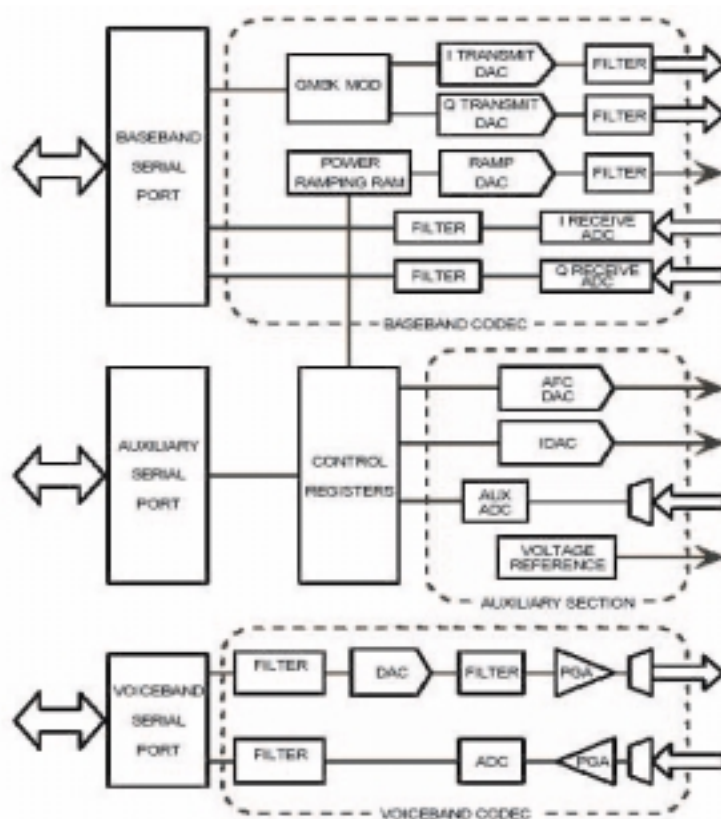 I TRANSMIT
DAC
FILTER
GMSK MOD
Q TRANSMIT
DAC
FILTER
BASEBAND
SERIAL
PORT
POWER
RAMPING RAM
RAMP
DAC
FILTER
FILTER
I RECEIVE
ADC
FILTER
Q RECEIVE
ADC
BASEBAND CODEC
AUXILIARY
SERIAL
PORT
CONTROL
REGISTERS
AFC
DAC
IDAC
AUX
ADC
VOLTAGE
REFERENCE
AUXILIARY SECTION
VOICEBAND
SERIAL
PORT
FILTER
DAC
FILTER
PGA
FILTER
ADC
PGA
VOICEBAND CODEC